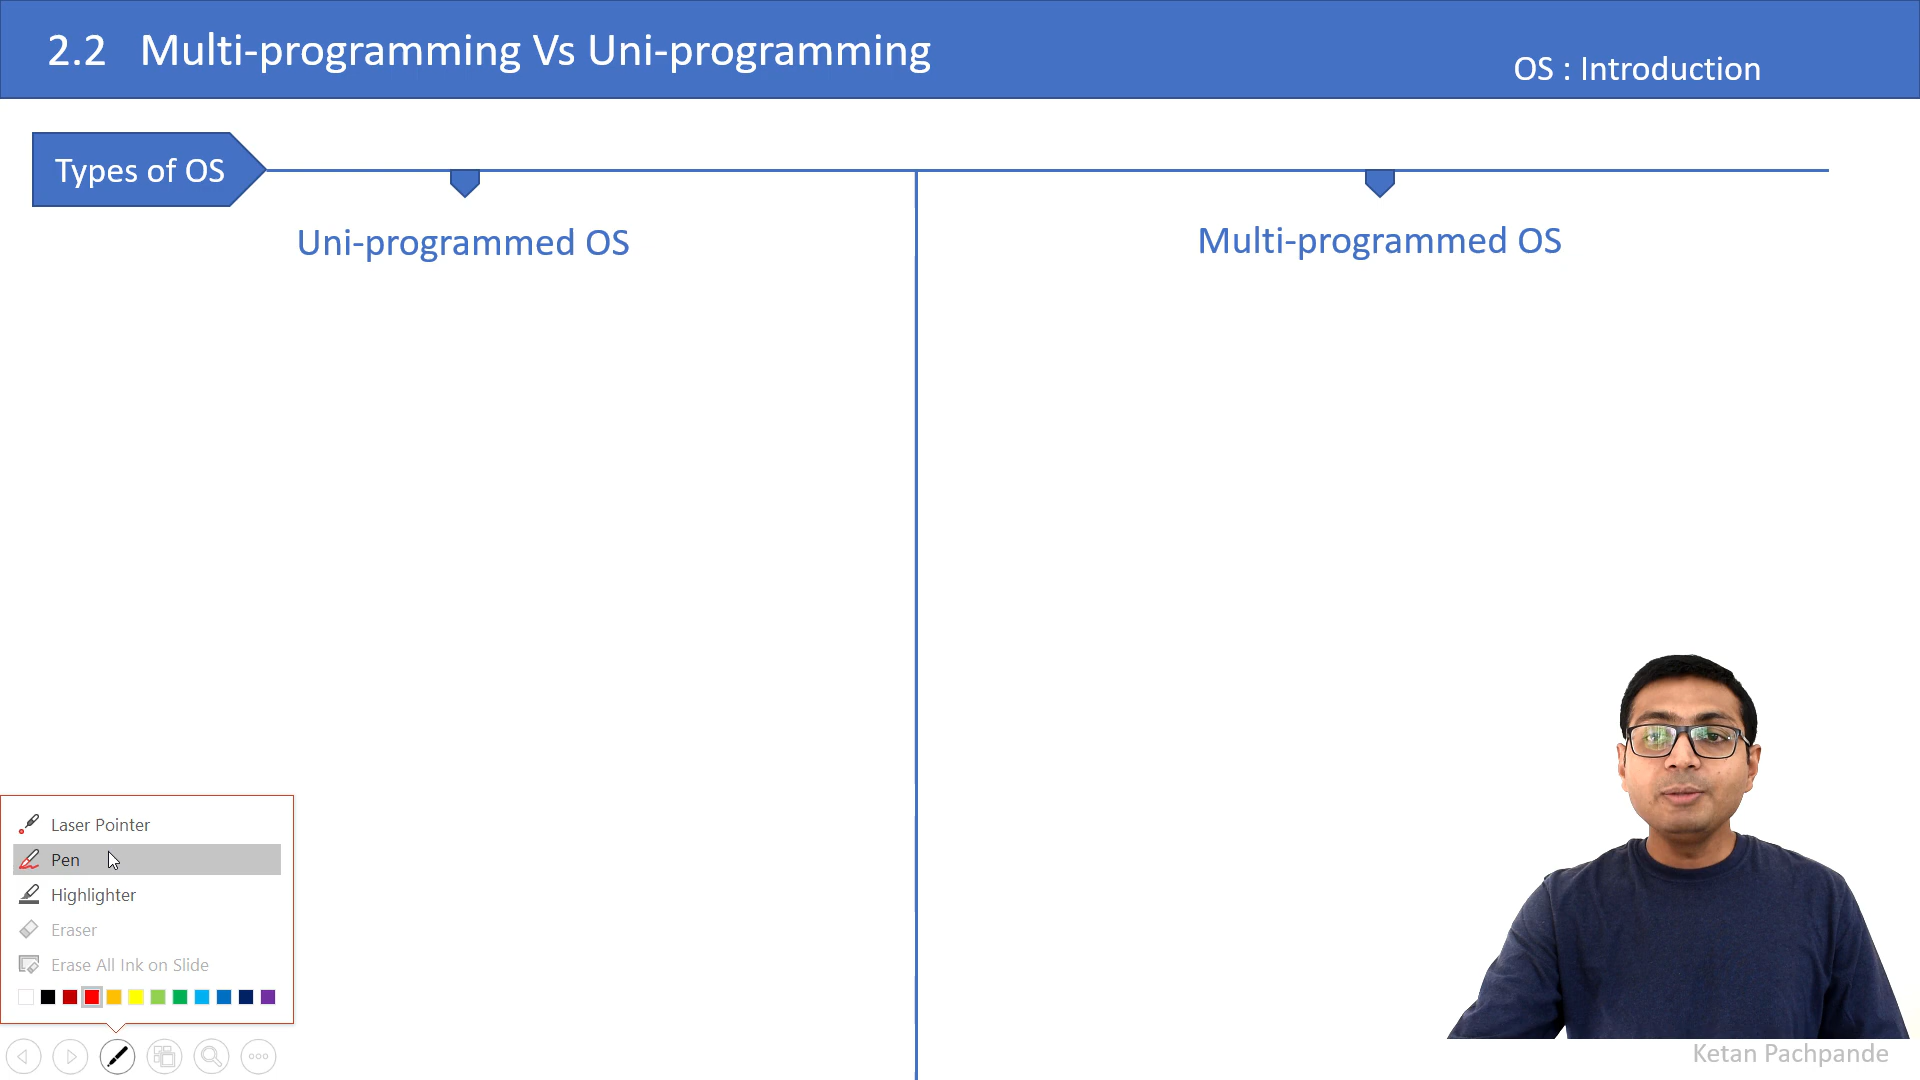 2.2 Multi-programming Vs Uni-programming
OS : Introduction
Types of OS
Uni-programmed OS
Multi-programmed OS
Laser Pointer
Pen
Highlighter
Eraser
Erase All Ink on Slide
Ketan Pachpande